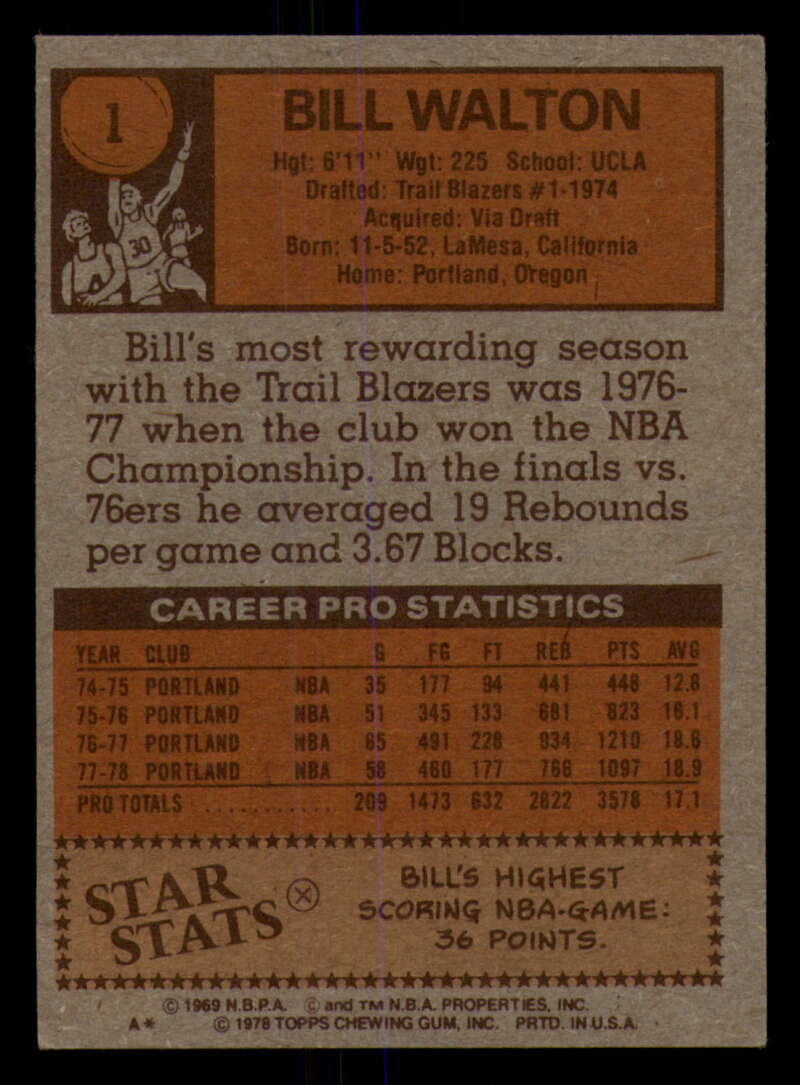 1
BILL WALTON
Hgt: 6'11" Wgt: 225 School: UCLA
Drafted: Trail Blazers #1-1974
Acquired: Via Draft
Born: 11-5-52, LaMesa, California
Home: Portland, Oregon
30
Bill's most rewarding season
with the Trail Blazers was 1976-
77 when the club won the NBA
Championship. In the finals vs.
76ers he averaged 19 Rebounds
per game and 3.67 Blocks.
CAREER PRO STATISTICS
YEAR CLUB G FG FT REB PTS AVG
74-75 PORTLAND NBA 35 177 94 441 448 12.8
75-76 PORTLAND NBA 51 345 133 681 823 16.1
76-77 PORTLAND NBA 65 491 228 934 1210 18.6
77-78 PORTLAND NBA 58 460 177 766 1097 18.9
PRO TOTALS ............ 209 1473 632 2822 3578 17.1
STAR
STATS
BILL'S HIGHEST
SCORING NBA-GAME:
36 POINTS.
© 1969 N.B.P.A. © and TM N.B.A. PROPERTIES, INC.
A* © 1978 TOPPS CHEWING GUM, INC. PRTD. IN U.S.A.